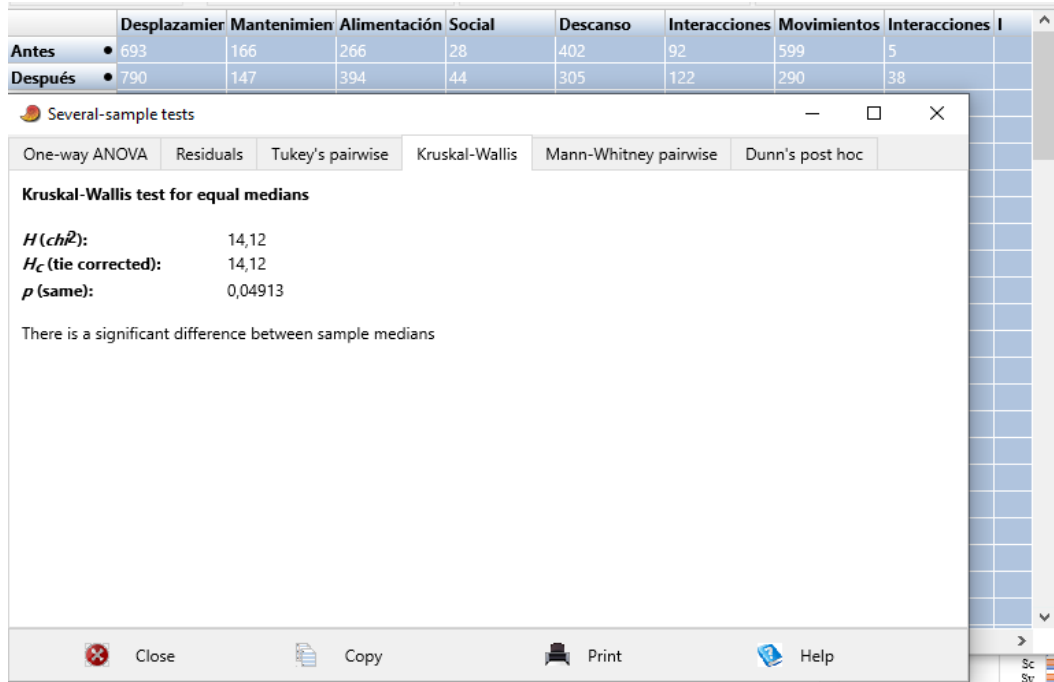 Desplazamier Mantenimien Alimentación Social Descanso Interacciones Movimientos Interacciones I
Antes 693 166 266 28 402 92 599 5
Después 790 147 394 44 305 122 290 38
Several-sample tests
One-way ANOVA Residuals Tukey's pairwise Kruskal-Wallis Mann-Whitney pairwise Dunn's post hoc
Kruskal-Wallis test for equal medians
H (chi2): 14,12
Hc (tie corrected): 14,12
p (same): 0,04913
There is a significant difference between sample medians
Close Copy Print Help
Sc